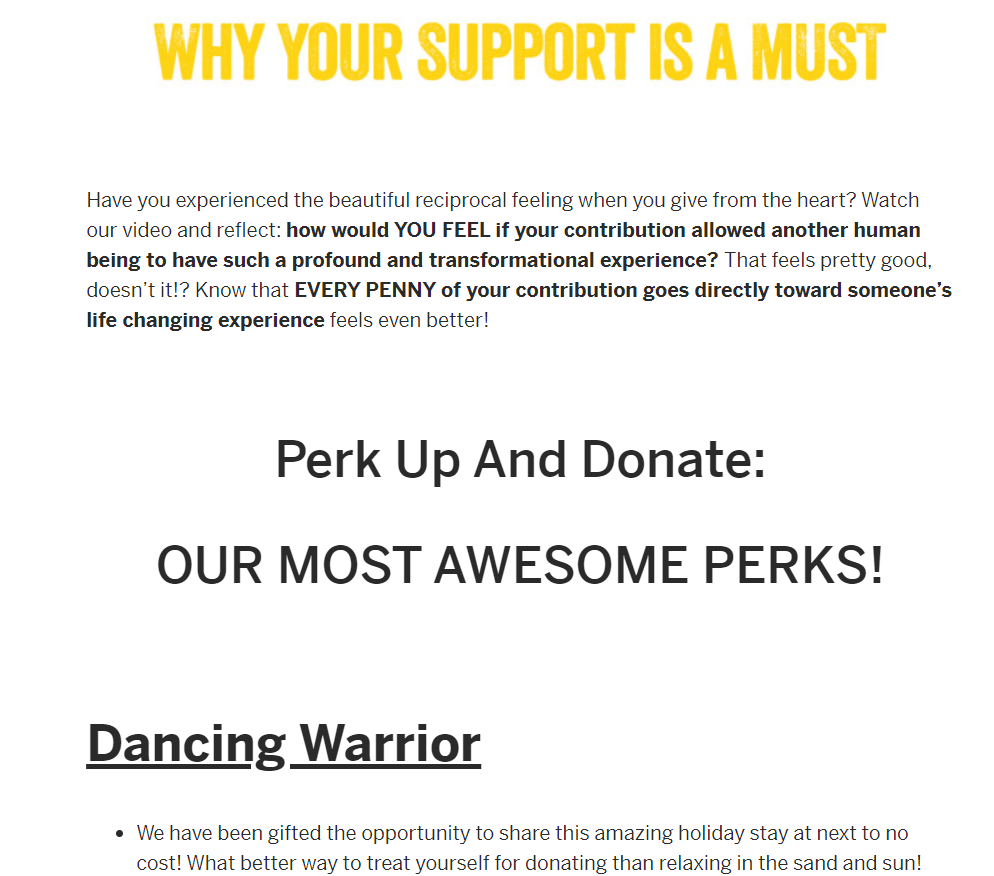 WHY YOUR SUPPORT IS A MUST
Have you experienced the beautiful reciprocal feeling when you give from the heart? Watch
our video and reflect: how would YOU FEEL if your contribution allowed another human
being to have such a profound and transformational experience? That feels pretty good,
doesn’t it!? Know that EVERY PENNY of your contribution goes directly toward someone’s
life changing experience feels even better!
Perk Up And Donate:
OUR MOST AWESOME PERKS!
Dancing Warrior
• We have been gifted the opportunity to share this amazing holiday stay at next to no
cost! What better way to treat yourself for donating than relaxing in the sand and sun!